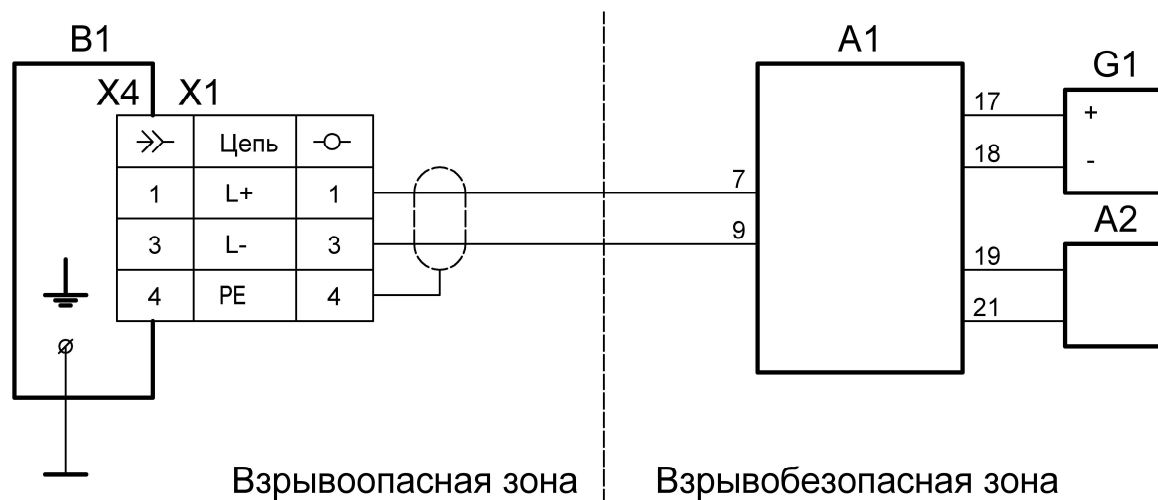 B1
A1
G1
X4 X1
Цепь
1 L+ 1
3 L- 3
4 PE 4
7
9
17
18
19
21
+
-
A2
Взрывоопасная зона
Взрывобезопасная зона